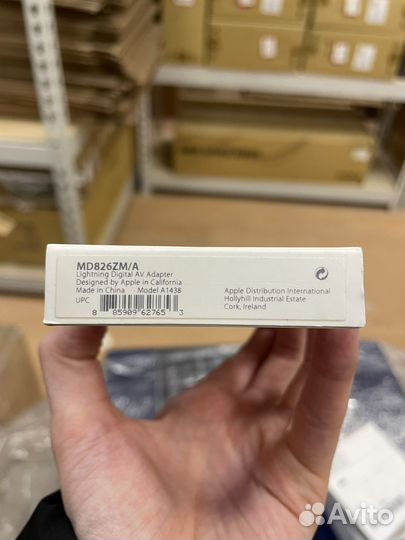 MD826ZM/A
Lightning Digital AV Adapter
Designed by Apple in California
Made in China Model A1438
UPC
8 85909 62765 3
Apple Distribution International
Hollyhill Industrial Estate
Cork, Ireland
Avito